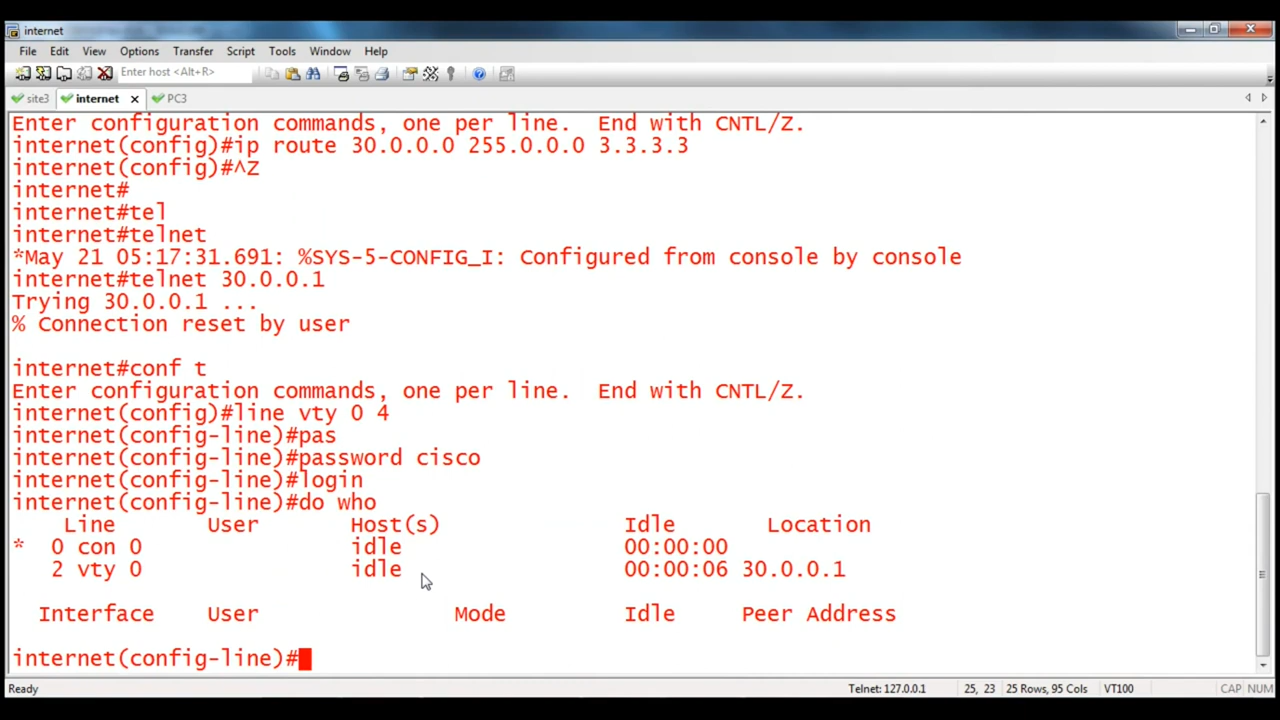 internet
File Edit View Options Transfer Script Tools Window Help
Enter host <Alt+R>
site3 internet PC3
Enter configuration commands, one per line.  End with CNTL/Z.
internet(config)#ip route 30.0.0.0 255.0.0.0 3.3.3.3
internet(config)#^Z
internet#
internet#tel
internet#telnet
*May 21 05:17:31.691: %SYS-5-CONFIG_I: Configured from console by console
internet#telnet 30.0.0.1
Trying 30.0.0.1 ...
% Connection reset by user
internet#conf t
Enter configuration commands, one per line.  End with CNTL/Z.
internet(config)#line vty 0 4
internet(config-line)#pas
internet(config-line)#password cisco
internet(config-line)#login
internet(config-line)#do who
Line User Host(s) Idle Location
* 0 con 0 idle 00:00:00
2 vty 0 idle 00:00:06 30.0.0.1
Interface User Mode Idle Peer Address
internet(config-line)#
Ready Telnet: 127.0.0.1 25, 23 25 Rows, 95 Cols VT100 CAP NUM